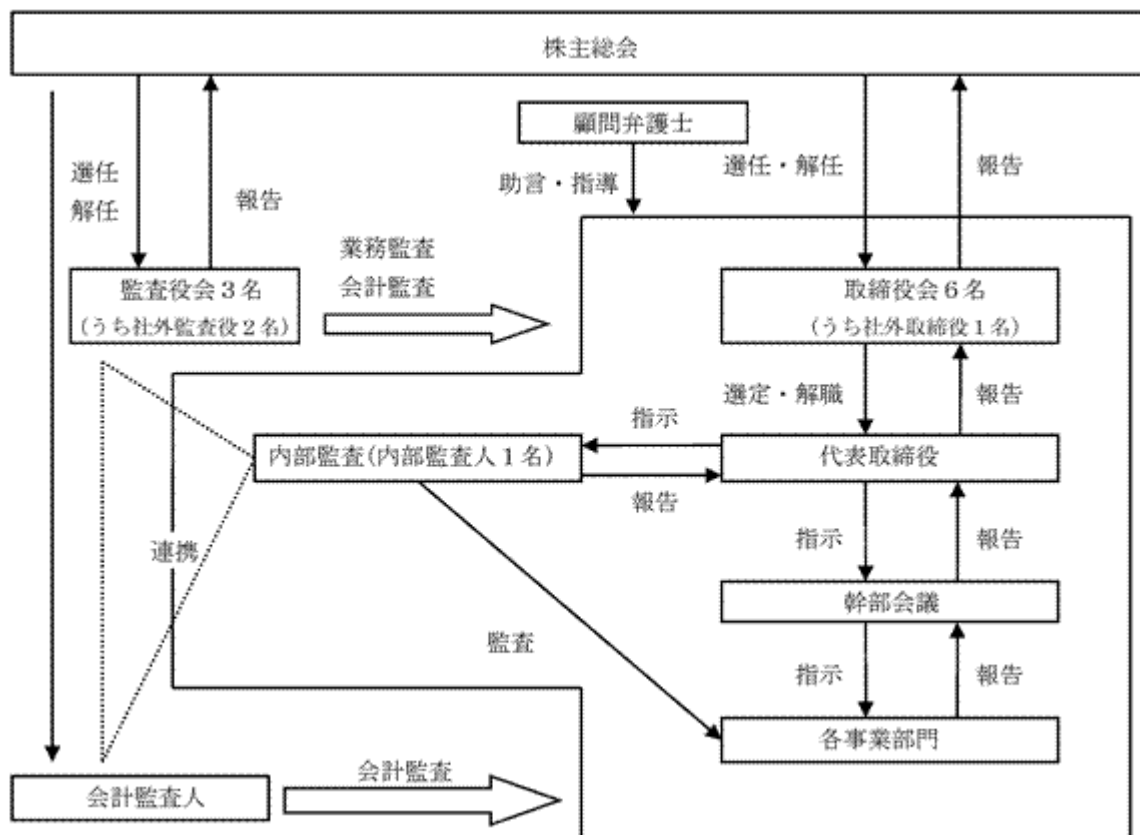 株主総会
顧問弁護士
選任
解任
報告
助言・指導
選任・解任
報告
業務監査
会計監査
監査役会3名
(うち社外監査役2名)
取締役会6名
(うち社外取締役1名)
選定・解職
報告
指示
内部監査(内部監査人1名)
代表取締役
報告
連携
指示
報告
幹部会議
監査
指示
報告
各事業部門
会計監査
会計監査人